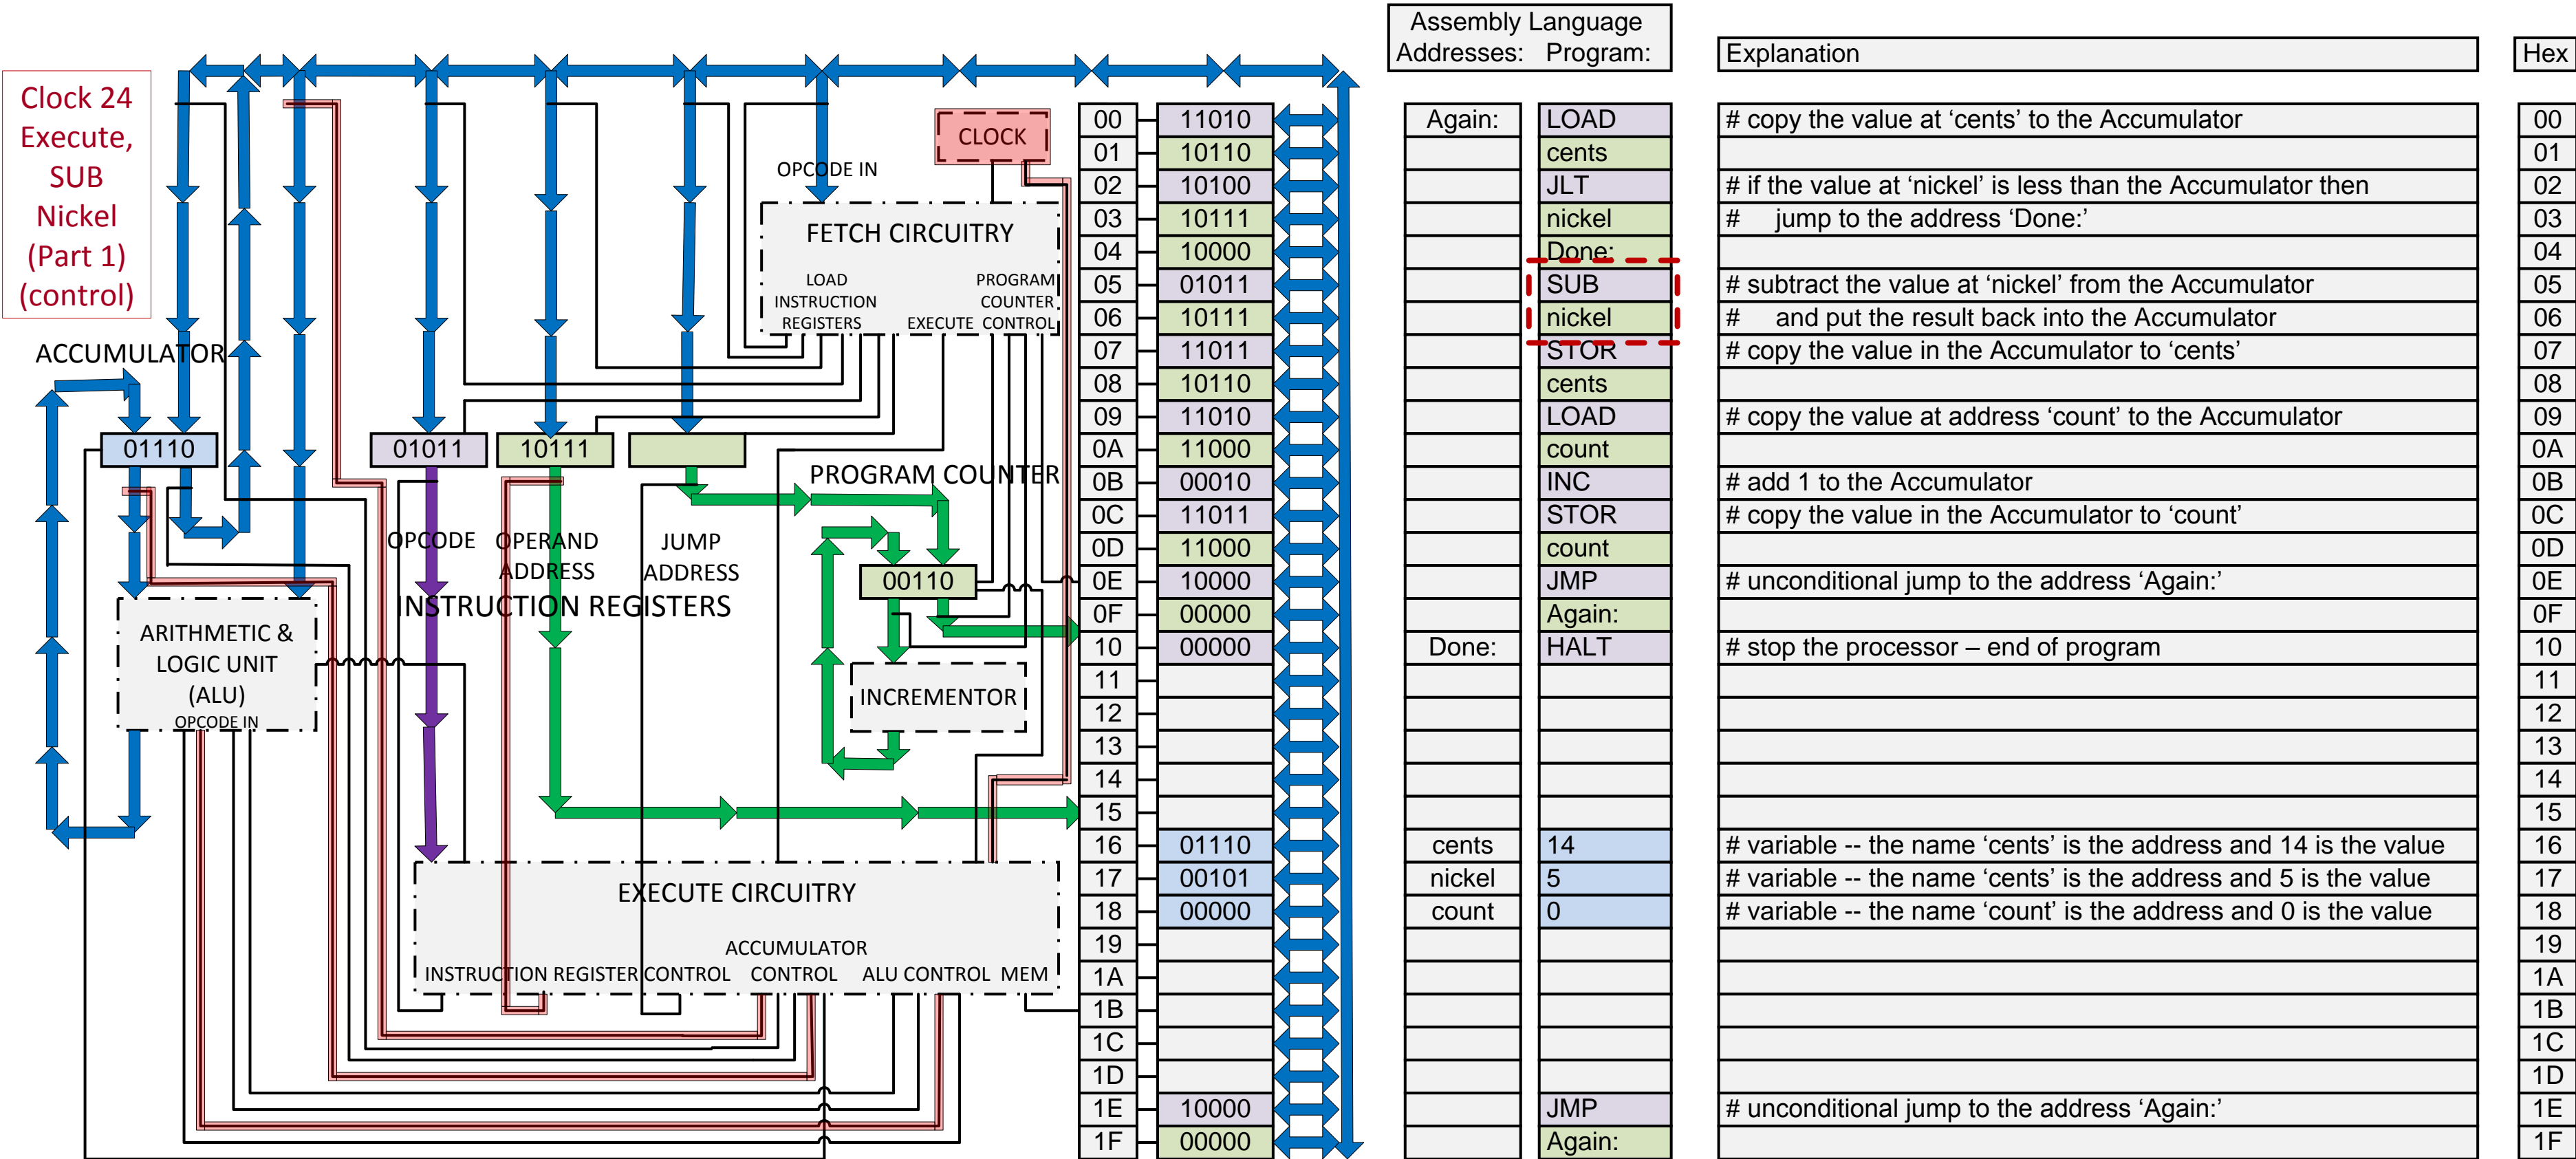 Assembly Language
Addresses: Program:
Explanation
Hex
Clock 24
Execute,
SUB
Nickel
(Part 1)
(control)
CLOCK
OPCODE IN
FETCH CIRCUITRY
LOAD
INSTRUCTION
REGISTERS
EXECUTE
PROGRAM
COUNTER
CONTROL
ACCUMULATOR
01110
01011
10111
PROGRAM COUNTER
OPCODE
OPERAND
ADDRESS
JUMP
ADDRESS
INSTRUCTION REGISTERS
00110
ARITHMETIC &
LOGIC UNIT
(ALU)
OPCODE IN
INCREMENTOR
EXECUTE CIRCUITRY
INSTRUCTION REGISTER CONTROL
ACCUMULATOR
CONTROL
ALU CONTROL
MEM
00 11010 Again: LOAD # copy the value at ‘cents’ to the Accumulator 00
01 10110 cents 01
02 10100 JLT # if the value at ‘nickel’ is less than the Accumulator then 02
03 10111 nickel # jump to the address ‘Done:’ 03
04 10000 Done: 04
05 01011 SUB # subtract the value at ‘nickel’ from the Accumulator 05
06 10111 nickel # and put the result back into the Accumulator 06
07 11011 STOR # copy the value in the Accumulator to ‘cents’ 07
08 10110 cents 08
09 11010 LOAD # copy the value at address ‘count’ to the Accumulator 09
0A 11000 count 0A
0B 00010 INC # add 1 to the Accumulator 0B
0C 11011 STOR # copy the value in the Accumulator to ‘count’ 0C
0D 11000 count 0D
0E 10000 JMP # unconditional jump to the address ‘Again:’ 0E
0F 00000 Again: 0F
10 00000 Done: HALT # stop the processor – end of program 10
11 11
12 12
13 13
14 14
15 15
16 01110 cents 14 # variable -- the name ‘cents’ is the address and 14 is the value 16
17 00101 nickel 5 # variable -- the name ‘cents’ is the address and 5 is the value 17
18 00000 count 0 # variable -- the name ‘count’ is the address and 0 is the value 18
19 19
1A 1A
1B 1B
1C 1C
1D 1D
1E 10000 JMP # unconditional jump to the address ‘Again:’ 1E
1F 00000 Again: 1F